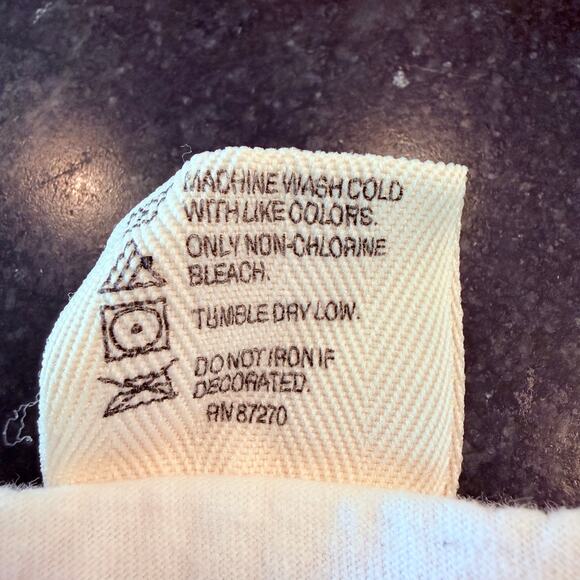 MACHINE WASH COLD
WITH LIKE COLORS.
ONLY NON-CHLORINE
BLEACH.
TUMBLE DRY LOW.
DO NOT IRON IF
DECORATED.
RN 87270